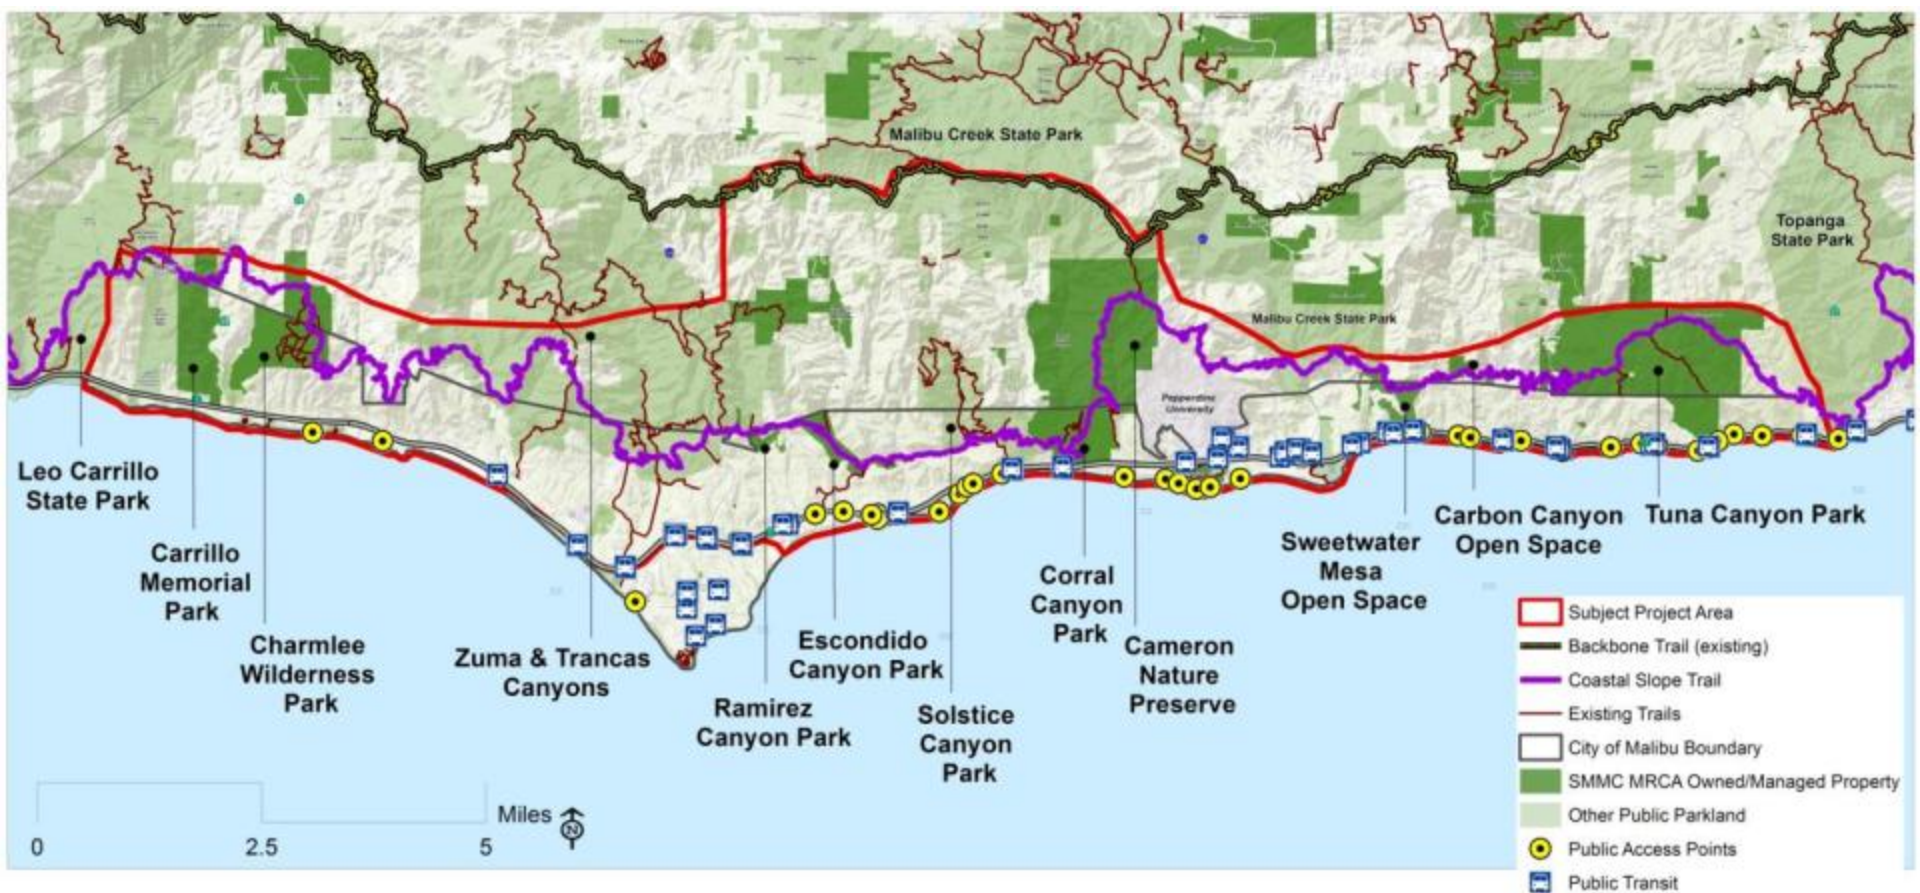 Malibu Creek State Park
Topanga
State Park
Malibu Creek State Park
Pepperdine
University
Leo Carrillo
State Park
Carrillo
Memorial
Park
Charmlee
Wilderness
Park
Zuma & Trancas
Canyons
Ramirez
Canyon Park
Escondido
Canyon Park
Solstice
Canyon
Park
Corral
Canyon
Park
Cameron
Nature
Preserve
Sweetwater
Mesa
Open Space
Carbon Canyon
Open Space
Tuna Canyon Park
Subject Project Area
Backbone Trail (existing)
Coastal Slope Trail
Existing Trails
City of Malibu Boundary
SMMC MRCA Owned/Managed Property
Other Public Parkland
Public Access Points
Public Transit
Miles
N
0 2.5 5